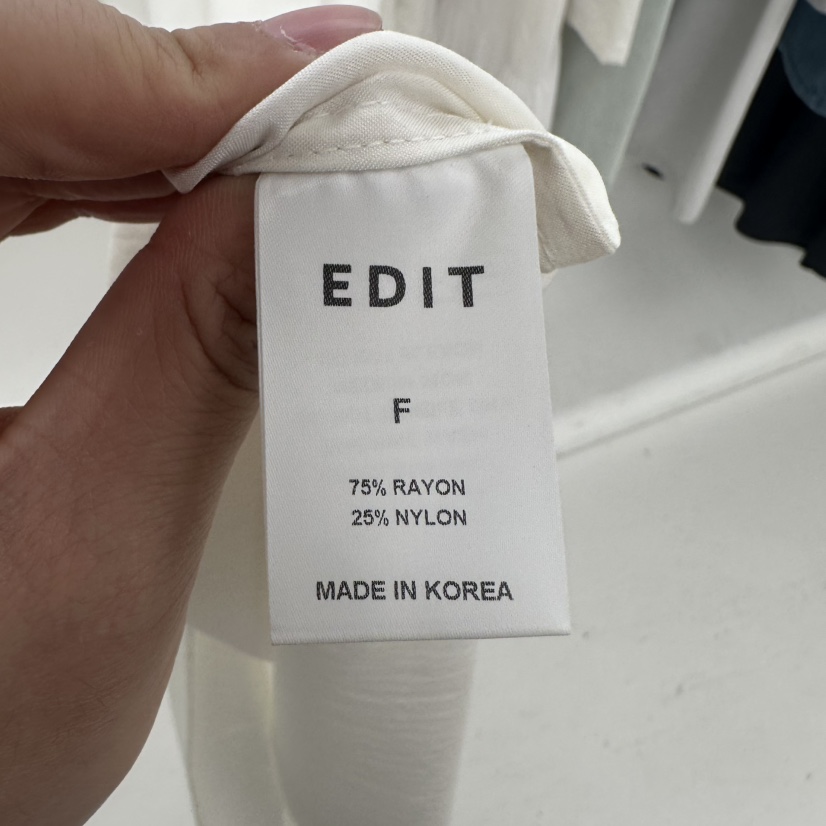 EDIT
F
75% RAYON
25% NYLON
MADE IN KOREA